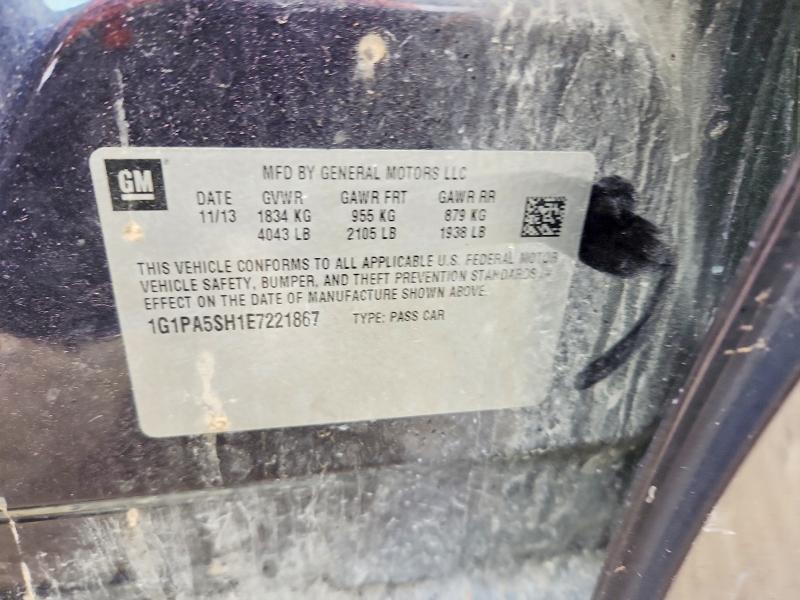 GM
MFD BY GENERAL MOTORS LLC
DATE GVWR GAWR FRT GAWR RR
11/13 1834 KG 955 KG 879 KG
4043 LB 2105 LB 1938 LB
THIS VEHICLE CONFORMS TO ALL APPLICABLE U.S. FEDERAL MOTOR
VEHICLE SAFETY, BUMPER, AND THEFT PREVENTION STANDARDS IN
EFFECT ON THE DATE OF MANUFACTURE SHOWN ABOVE.
1G1PA5SH1E7221867 TYPE: PASS CAR